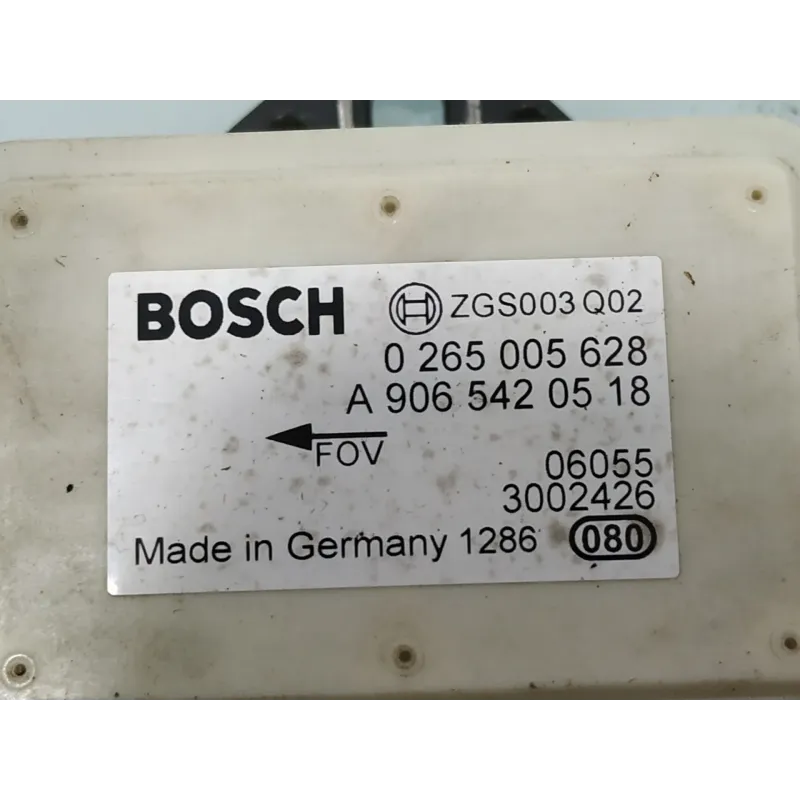 BOSCH ZGS003 Q02
0 265 005 628
A 906 542 05 18
FOV
06055
3002426
Made in Germany 1286 080